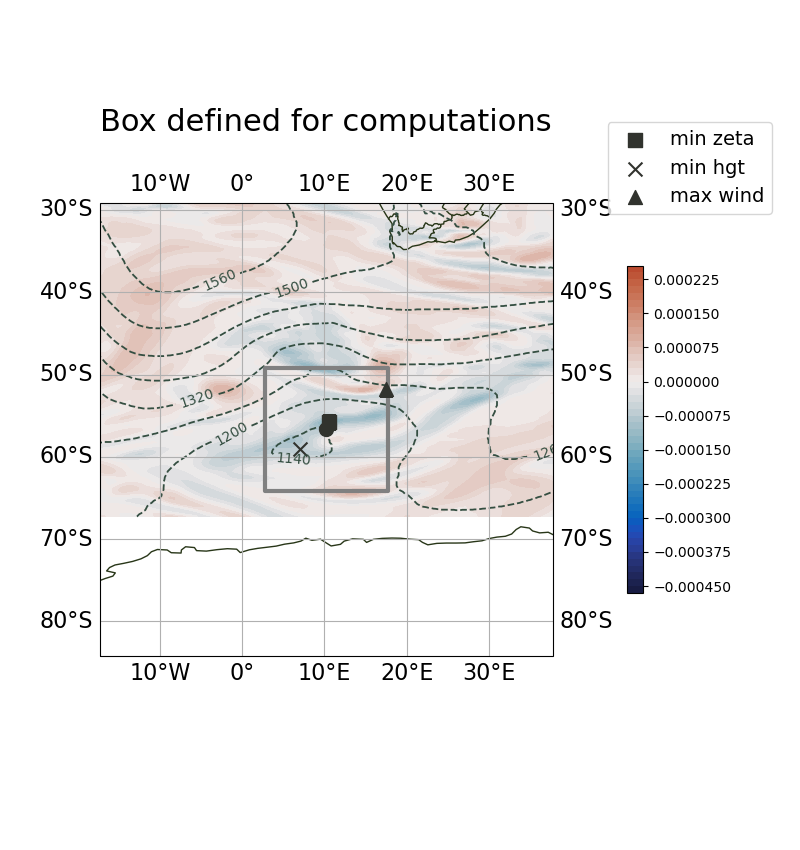 Box defined for computations
min zeta
min hgt
max wind
10°W 0° 10°E 20°E 30°E
30°S 30°S
40°S 40°S
50°S 50°S
60°S 60°S
70°S 70°S
80°S 80°S
10°W 0° 10°E 20°E 30°E
1560
1500
1320
1200
1140
126
0.000225
0.000150
0.000075
0.000000
−0.000075
−0.000150
−0.000225
−0.000300
−0.000375
−0.000450